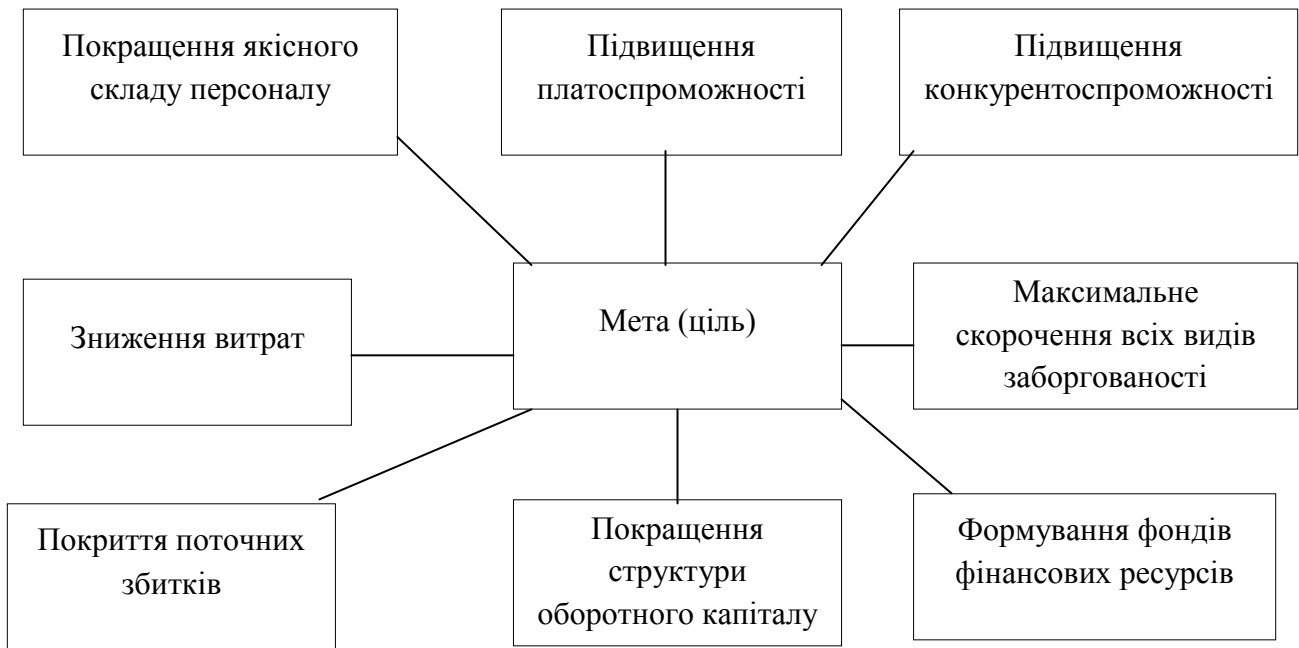 Покращення якісного
складу персоналу
Підвищення
платоспроможності
Підвищення
конкурентоспроможності
Зниження витрат
Мета (ціль)
Максимальне
скорочення всіх видів
заборгованості
Покриття поточних
збитків
Покращення
структури
оборотного капіталу
Формування фондів
фінансових ресурсів